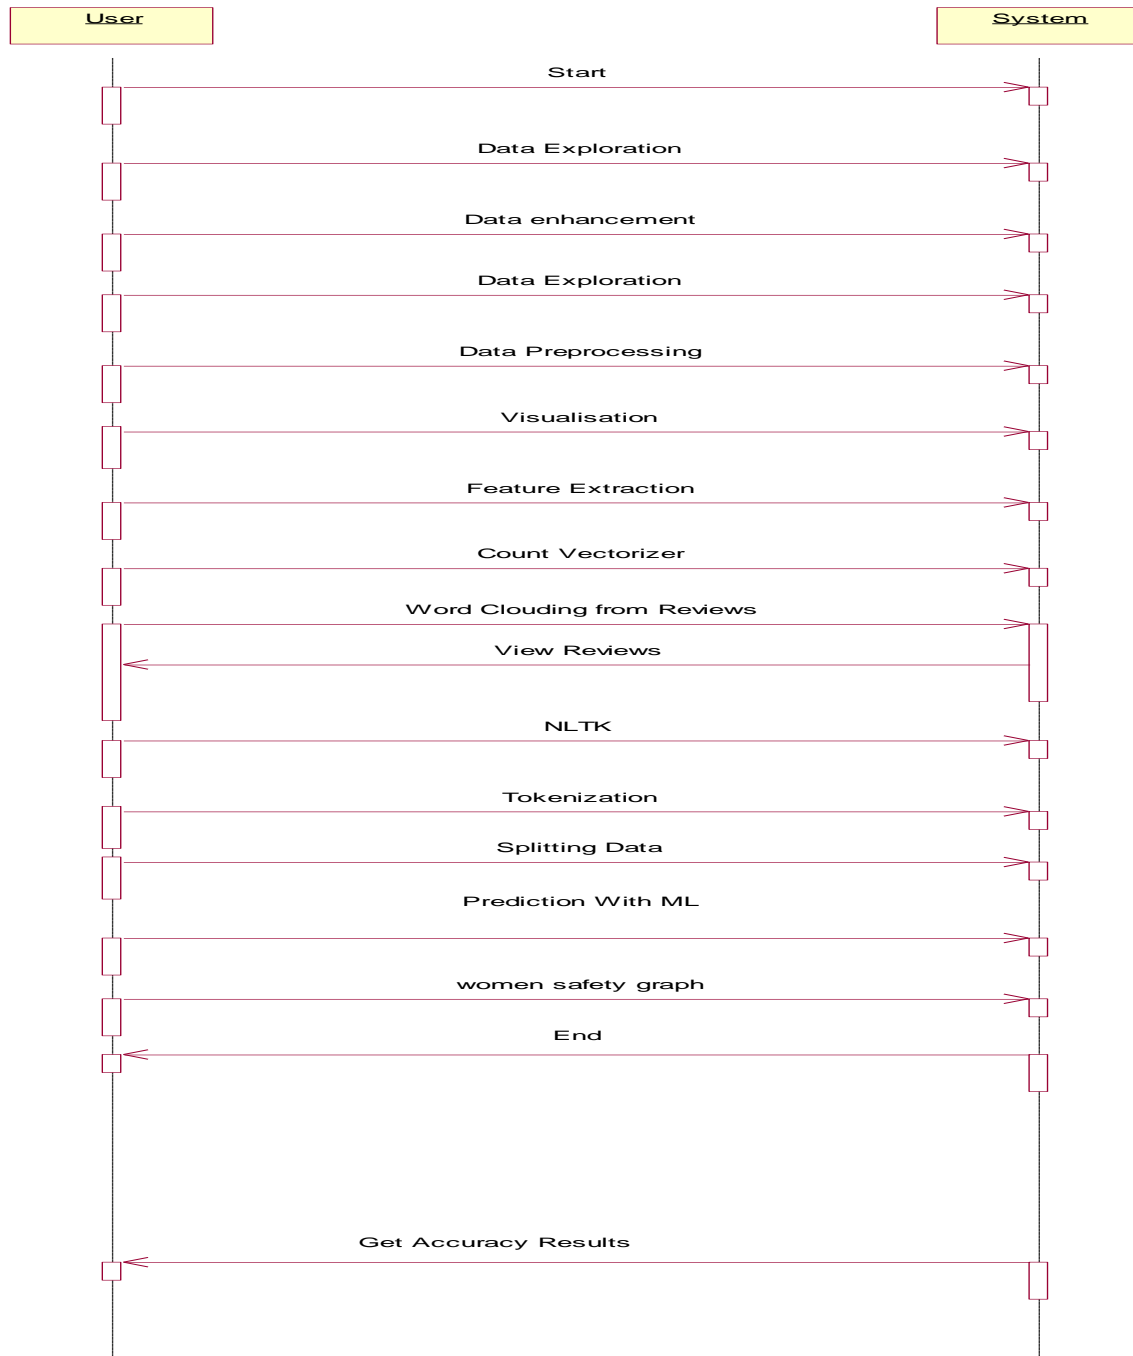 User
System
Start
Data Exploration
Data enhancement
Data Exploration
Data Preprocessing
Visualisation
Feature Extraction
Count Vectorizer
Word Clouding from Reviews
View Reviews
NLTK
Tokenization
Splitting Data
Prediction With ML
women safety graph
End
Get Accuracy Results